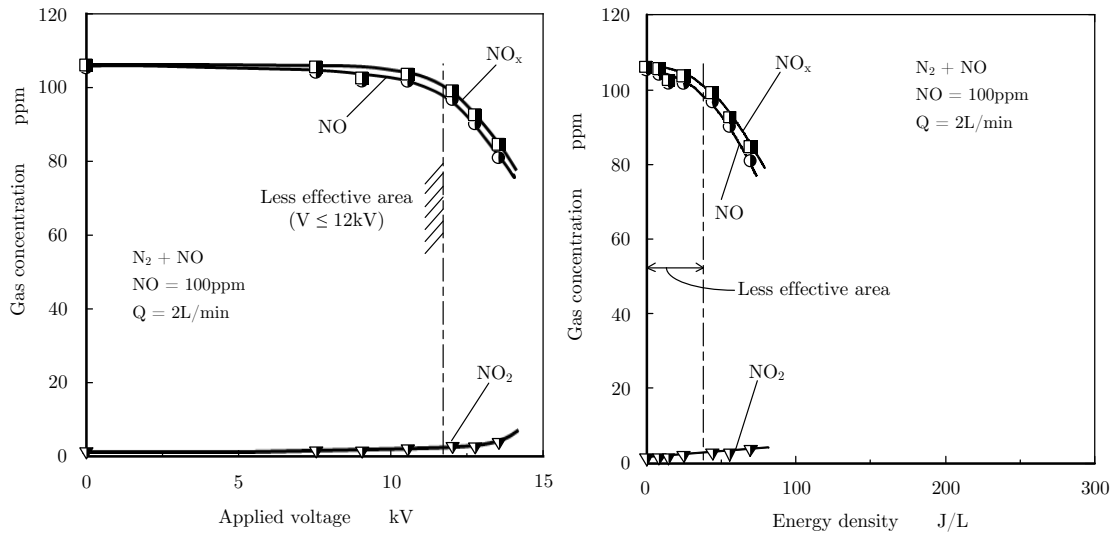 120
100
80
60
40
20
0
0
5
10
15
Gas concentration ppm
Applied voltage kV
NOx
NO
Less effective area
(V ≤ 12kV)
N2 + NO
NO = 100ppm
Q = 2L/min
NO2
120
100
80
60
40
20
0
0
100
200
300
Gas concentration ppm
Energy density J/L
NOx
NO
N2 + NO
NO = 100ppm
Q = 2L/min
Less effective area
NO2